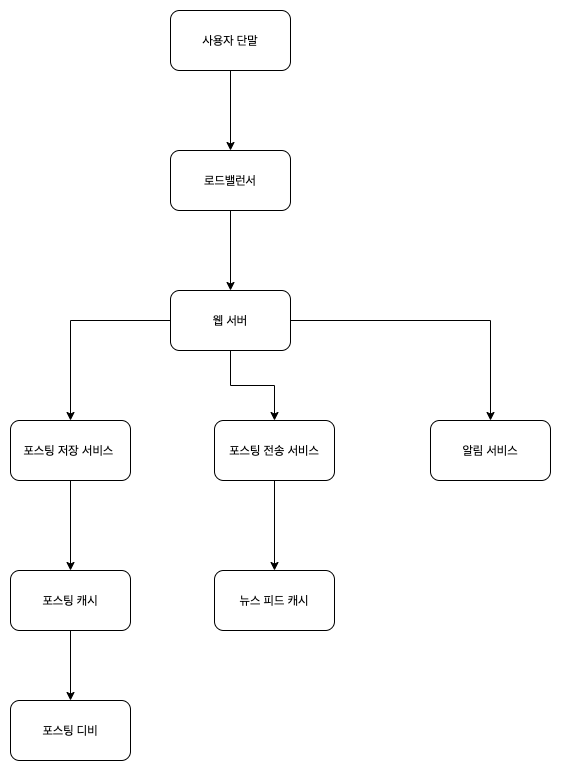 사용자 단말
로드밸런서
웹 서버
포스팅 저장 서비스
포스팅 전송 서비스
알림 서비스
포스팅 캐시
뉴스 피드 캐시
포스팅 디비